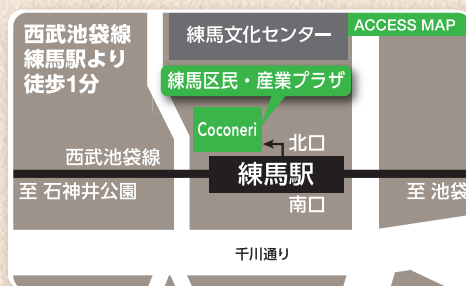 西武池袋線
練馬駅より
徒歩1分
練馬文化センター
ACCESS MAP
練馬区民・産業プラザ
Coconeri
北口
西武池袋線
練馬駅
至 石神井公園
至 池袋
南口
千川通り